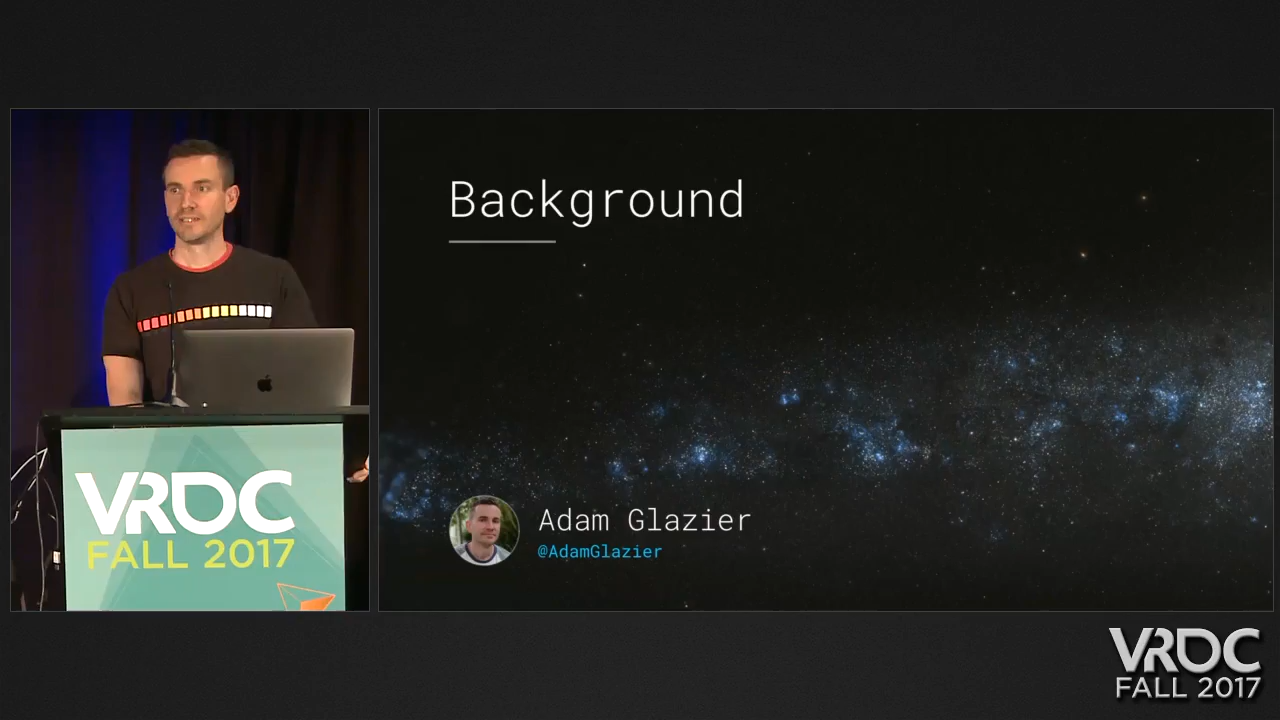 Background
Adam Glazier
@AdamGlazier
VRDC
FALL 2017
VRDC
FALL 2017